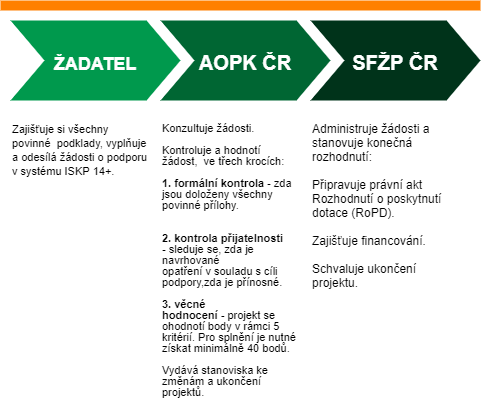 ŽADATEL
Zajišťuje si všechny
povinné podklady, vyplňuje
a odesílá žádosti o podporu
v systému ISKP 14+.
AOPK ČR
Konzultuje žádosti.
Kontroluje a hodnotí
žádost, ve třech krocích:
1. formální kontrola - zda
jsou doloženy všechny
povinné přílohy.
2. kontrola přijatelnosti
- sleduje se, zda je
navrhované
opatření v souladu s cíli
podpory,zda je přínosné.
3. věcné
hodnocení - projekt se
ohodnotí body v rámci 5
kritérií. Pro splnění je nutné
získat minimálně 40 bodů.
Vydává stanoviska ke
změnám a ukončení
projektů.
SFŽP ČR
Administruje žádosti a
stanovuje konečná
rozhodnutí:
Připravuje právní akt
Rozhodnutí o poskytnutí
dotace (RoPD).
Zajišťuje financování.
Schvaluje ukončení
projektu.